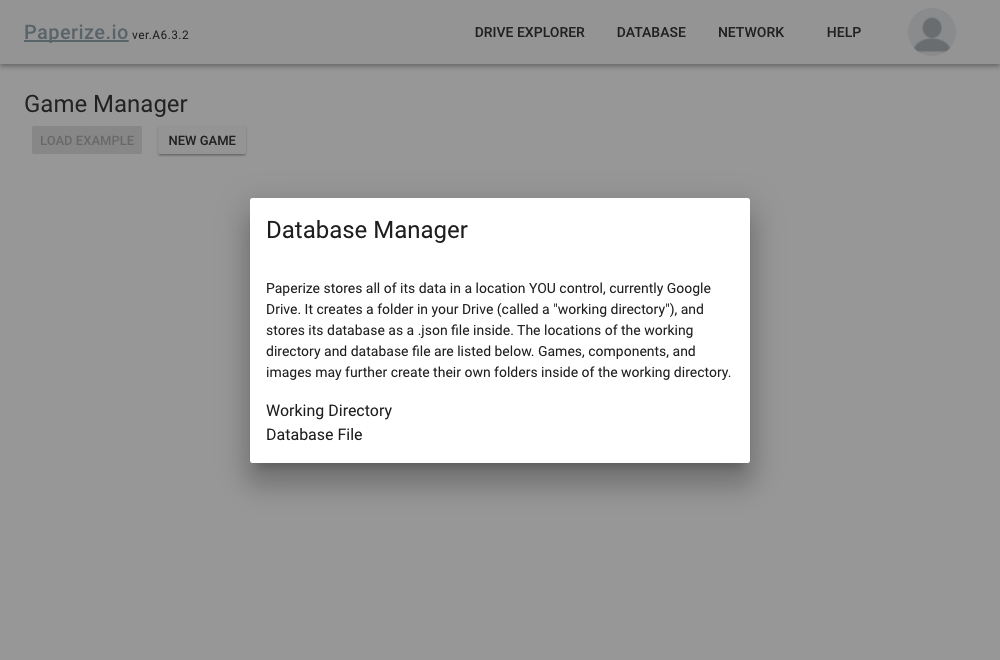 Paperize.io ver.A6.3.2 DRIVE EXPLORER DATABASE NETWORK HELP
Game Manager
LOAD EXAMPLE NEW GAME
Database Manager
Paperize stores all of its data in a location YOU control, currently Google
Drive. It creates a folder in your Drive (called a "working directory"), and
stores its database as a .json file inside. The locations of the working
directory and database file are listed below. Games, components, and
images may further create their own folders inside of the working directory.
Working Directory
Database File